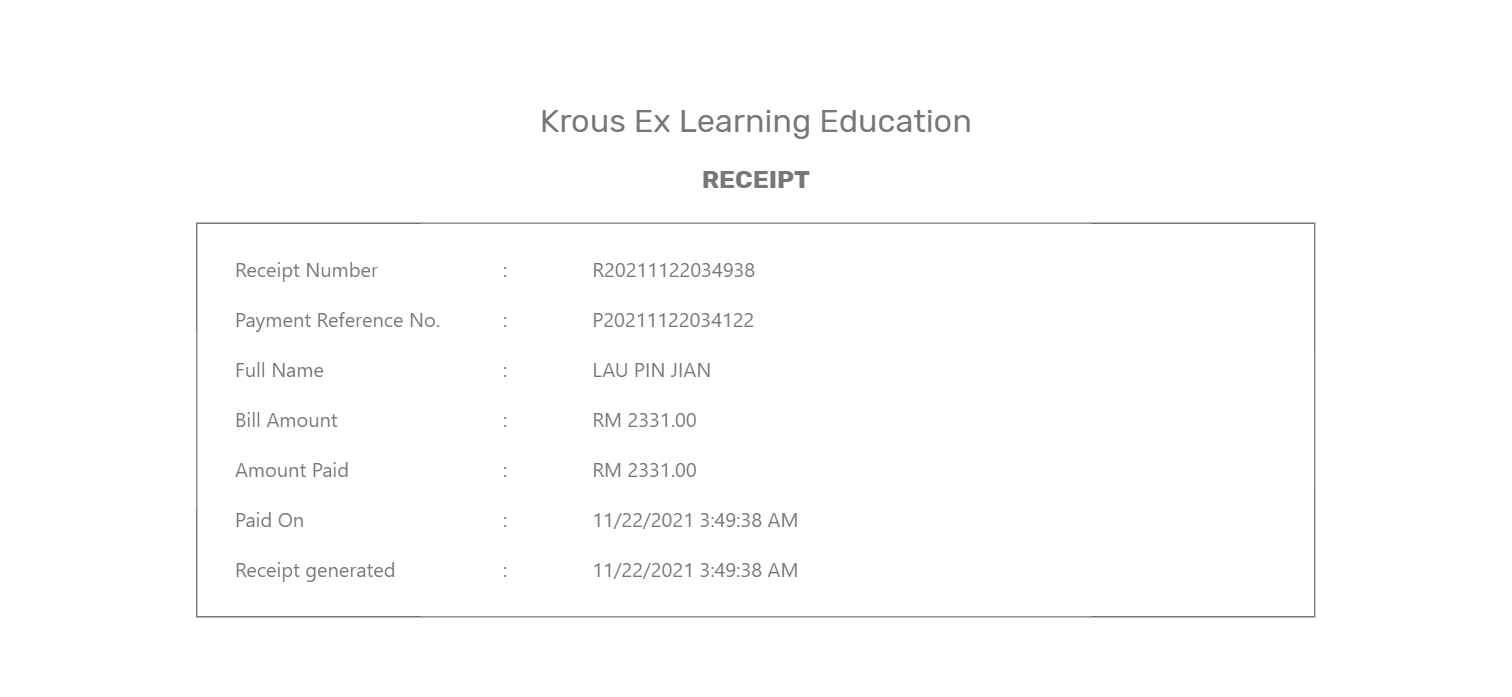 Krous Ex Learning Education
RECEIPT
Receipt Number : R20211122034938
Payment Reference No. : P20211122034122
Full Name : LAU PIN JIAN
Bill Amount : RM 2331.00
Amount Paid : RM 2331.00
Paid On : 11/22/2021 3:49:38 AM
Receipt generated : 11/22/2021 3:49:38 AM